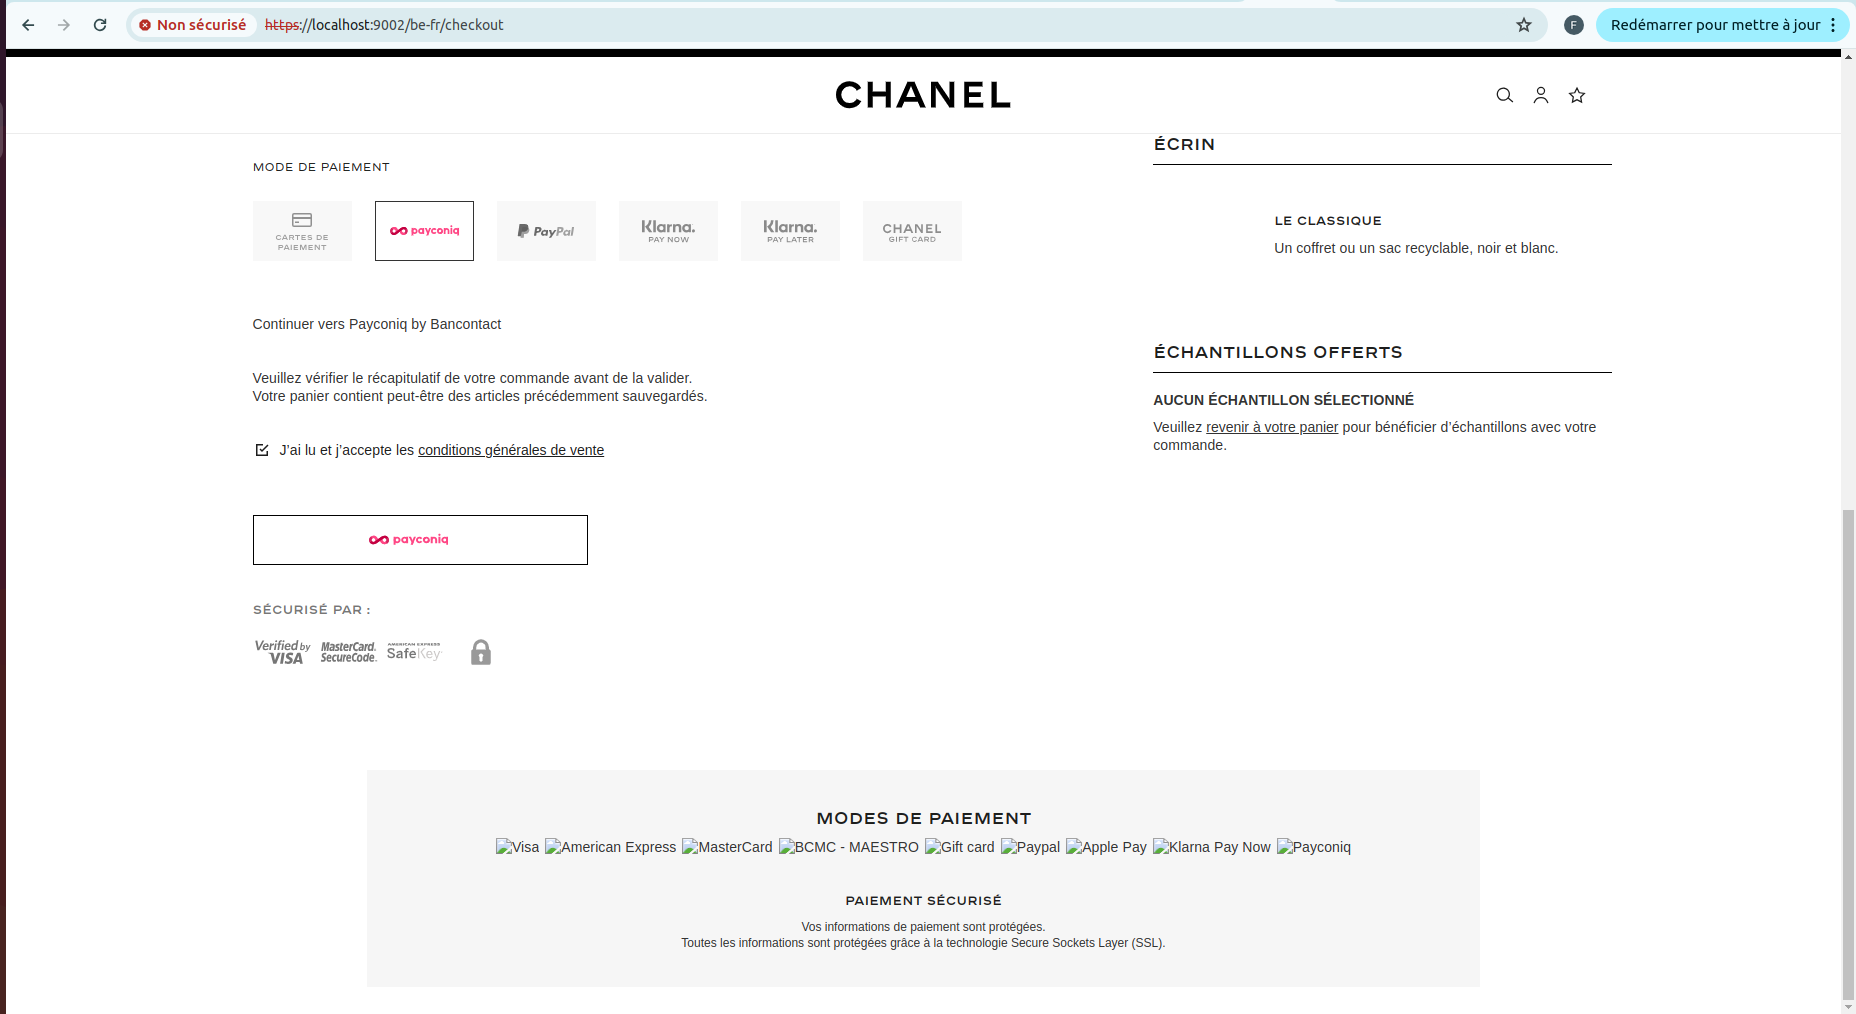 Non sécurisé
https://localhost:9002/be-fr/checkout
F
Redémarrer pour mettre à jour
CHANEL
MODE DE PAIEMENT
CARTES DE
PAIEMENT
payconiq
PayPal
Klarna.
PAY NOW
Klarna.
PAY LATER
CHANEL
GIFT CARD
Continuer vers Payconiq by Bancontact
Veuillez vérifier le récapitulatif de votre commande avant de la valider.
Votre panier contient peut-être des articles précédemment sauvegardés.
J’ai lu et j’accepte les conditions générales de vente
payconiq
SÉCURISÉ PAR :
Verified by
VISA
MasterCard.
SecureCode.
AMERICAN EXPRESS
SafeKey
ÉCRIN
LE CLASSIQUE
Un coffret ou un sac recyclable, noir et blanc.
ÉCHANTILLONS OFFERTS
AUCUN ÉCHANTILLON SÉLECTIONNÉ
Veuillez revenir à votre panier pour bénéficier d’échantillons avec votre
commande.
MODES DE PAIEMENT
Visa American Express MasterCard BCMC - MAESTRO Gift card Paypal Apple Pay Klarna Pay Now Payconiq
PAIEMENT SÉCURISÉ
Vos informations de paiement sont protégées.
Toutes les informations sont protégées grâce à la technologie Secure Sockets Layer (SSL).